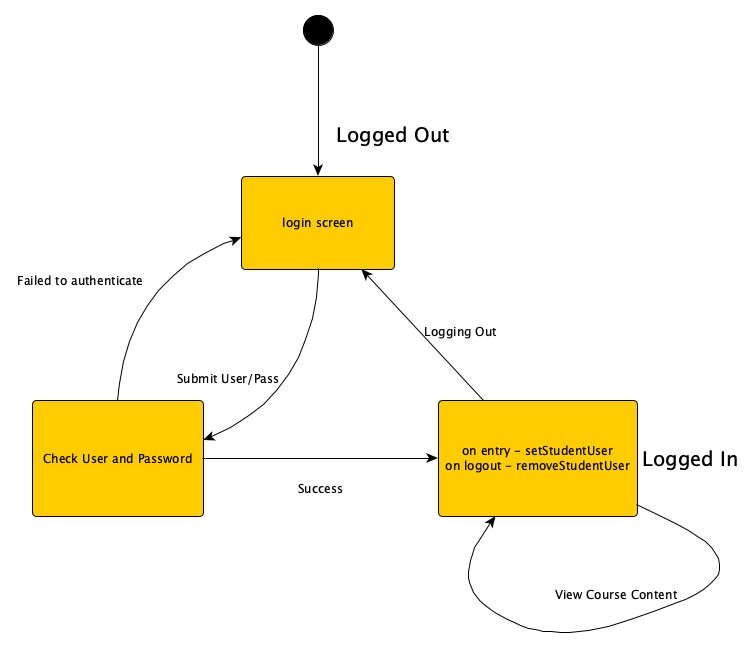 Logged Out
login screen
Failed to authenticate
Logging Out
Submit User/Pass
Check User and Password
on entry - setStudentUser
on logout - removeStudentUser
Logged In
Success
View Course Content